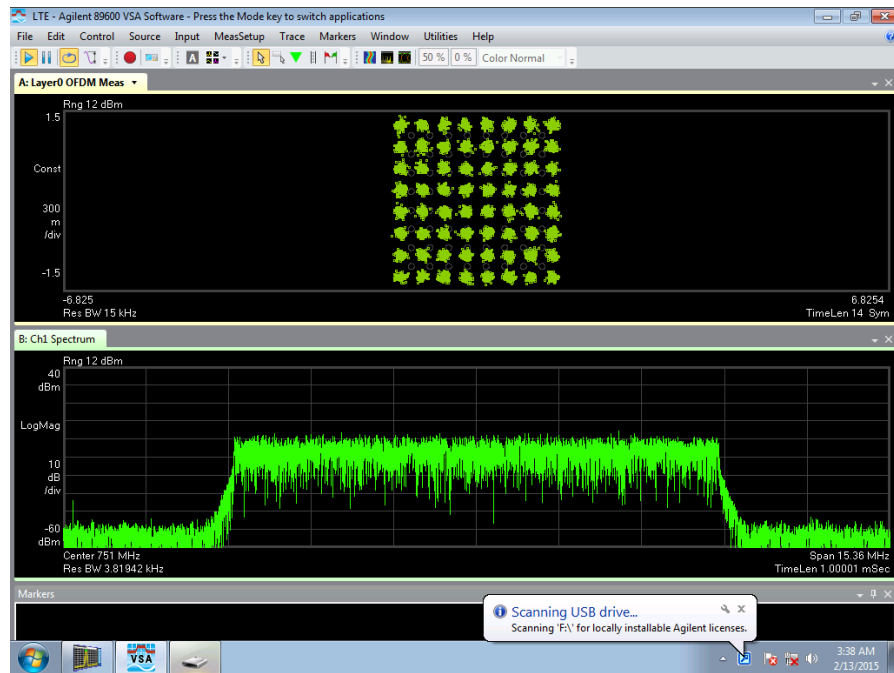 LTE - Agilent 89600 VSA Software - Press the Mode key to switch applications
File Edit Control Source Input MeasSetup Trace Markers Window Utilities Help
A 50 % 0 % Color Normal
A: Layer0 OFDM Meas
Rng 12 dBm
1.5
Const
300
m
/div
-1.5
-6.825 6.8254
Res BW 15 kHz TimeLen 14 Sym
B: Ch1 Spectrum
Rng 12 dBm
40
dBm
LogMag
10
dB
/div
-60
dBm
Center 751 MHz Span 15.36 MHz
Res BW 3.81942 kHz TimeLen 1.00001 mSec
Markers
Scanning USB drive...
Scanning 'F:\' for locally installable Agilent licenses.
VSA
3:38 AM
2/13/2015